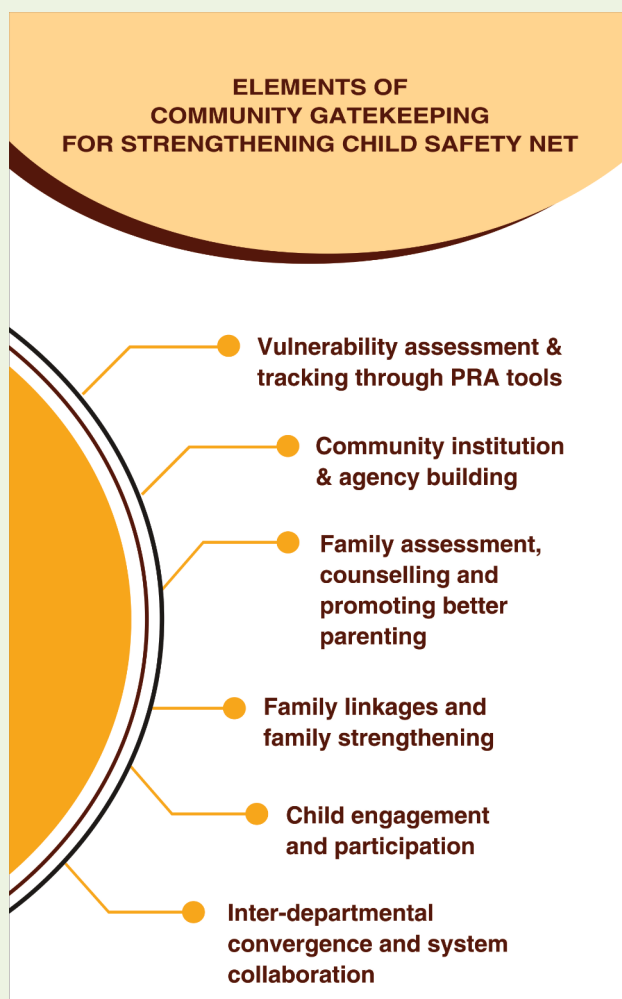 ELEMENTS OF
COMMUNITY GATEKEEPING
FOR STRENGTHENING CHILD SAFETY NET
Vulnerability assessment &
tracking through PRA tools
Community institution
& agency building
Family assessment,
counselling and
promoting better
parenting
Family linkages and
family strengthening
Child engagement
and participation
Inter-departmental
convergence and system
collaboration